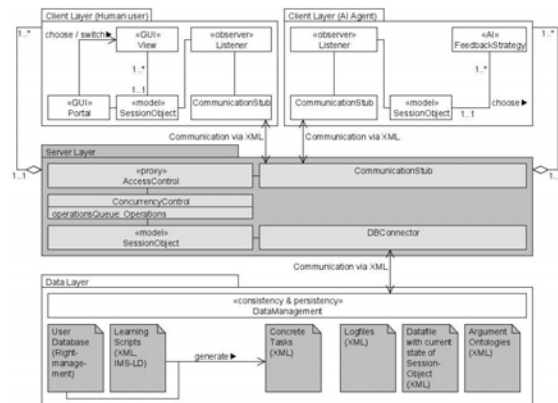 Client Layer (Human user)
choose / switch▶
«GUI»
View
«observer»
Listener
1..*
1..*
1..1
«GUI»
Portal
«model»
SessionObject
CommunicationStub
Client Layer (AI Agent)
«observer»
Listener
«AI»
FeedbackStrategy
1..*
1..*
CommunicationStub
«model»
SessionObject
1..1
choose ▶
Communication via XML
Communication via XML
Server Layer
1..1
1..1
«proxy»
AccessControl
CommunicationStub
ConcurrencyControl
operationsQueue: Operations
«model»
SessionObject
DBConnector
Communication via XML
Data Layer
«consistency & persistency»
DataManagement
User
Database
(Right-
manage-
ment)
Learning
Scripts
(XML,
IMS-LD)
generate ▶
Concrete
Tasks
(XML)
Logfiles
(XML)
Datafile
with current
state of
Session-
Object
(XML)
Argument
Ontologies
(XML)